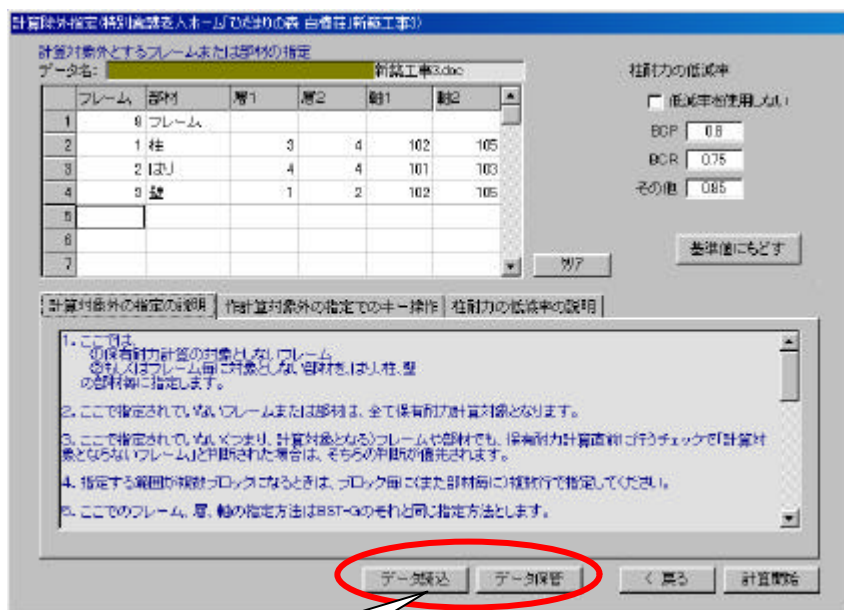 計算除外指定(特別養護老人ホーム「ひだまりの森 白橋荘」新築工事3)
計算対象外とするフレームまたは部材の指定
データ名: 新築工事3.dac
フレーム 部材 層1 層2 軸1 軸2
1 8 フレーム
2 1 柱 3 4 102 105
3 2 はり 4 4 101 103
4 3 壁 1 2 102 105
5
6
7
クリア
柱耐力の低減率
低減率を使用しない
BCP 0.8
BCR 0.75
その他 0.85
基準値にもどす
計算対象外の指定の説明 作計算対象外の指定でのキー操作 柱耐力の低減率の説明
1. ここでは、
①保有耐力計算の対象としないフレーム
②もしくはフレーム毎に対象としない部材を、はり、柱、壁
の部材毎に指定します。
2. ここで指定されていないフレームまたは部材は、全て保有耐力計算対象となります。
3. ここで指定されていない(つまり、計算対象となる)フレームや部材でも、保有耐力計算直前に行うチェックで「計算対
象とならないフレーム」と判断された場合は、そちらの判断が優先されます。
4. 指定する範囲が複数ブロックになるときは、ブロック毎に(また部材毎に)複数行で指定してください。
5. ここでのフレーム、層、軸の指定方法はBST-Gのそれと同じ指定方法とします。
データ読込 データ保管 < 戻る 計算開始